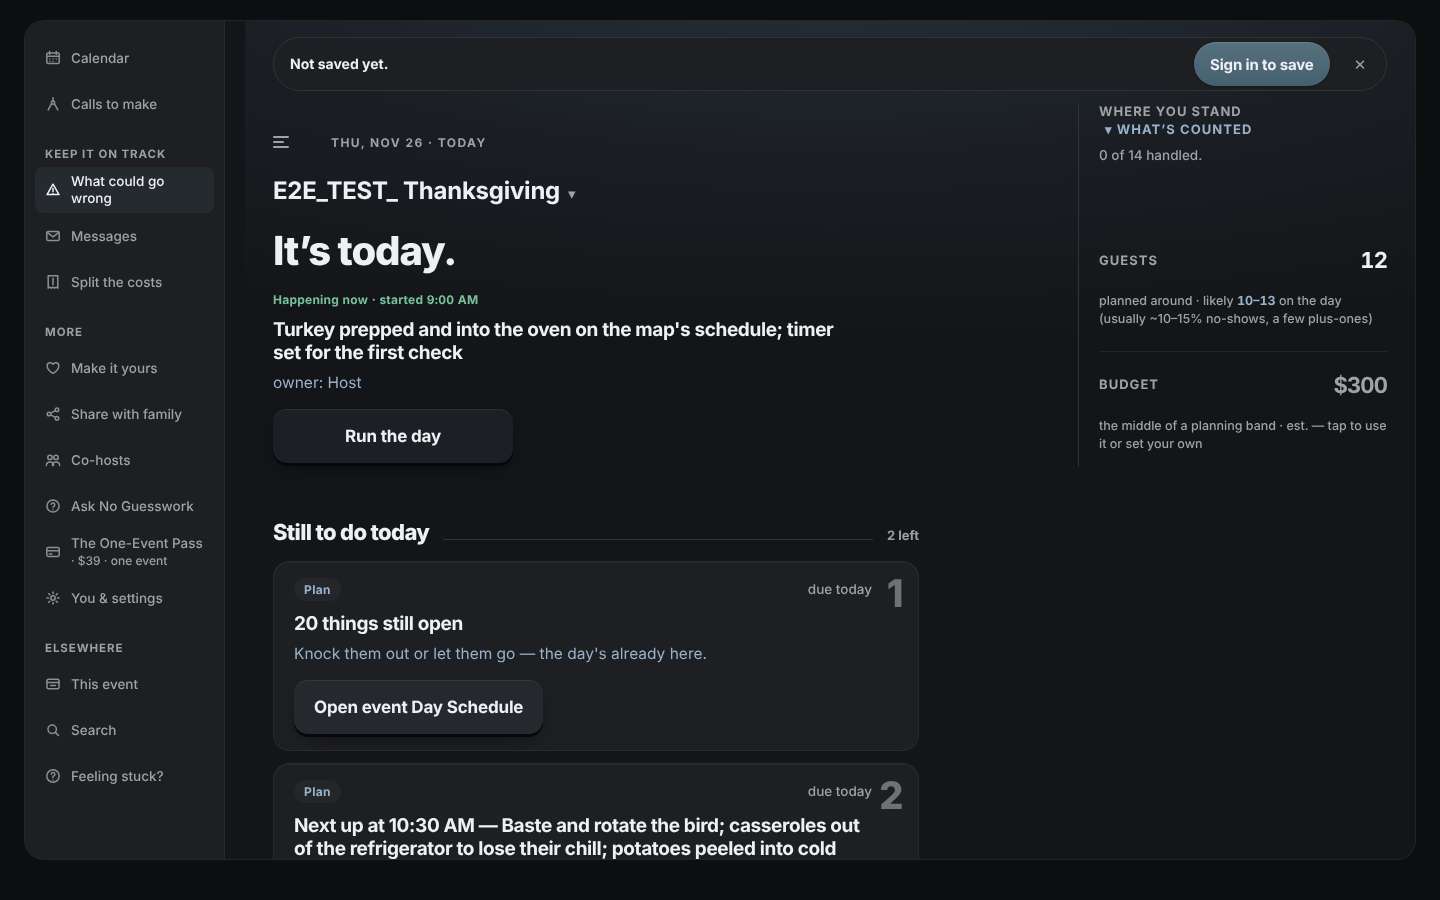 Calendar
Calls to make
KEEP IT ON TRACK
What could go
wrong
Messages
Split the costs
MORE
Make it yours
Share with family
Co-hosts
Ask No Guesswork
The One-Event Pass
· $39 · one event
You & settings
ELSEWHERE
This event
Search
Feeling stuck?
Not saved yet.
Sign in to save
×
THU, NOV 26 · TODAY
E2E_TEST_ Thanksgiving ▾
It’s today.
Happening now · started 9:00 AM
Turkey prepped and into the oven on the map's schedule; timer
set for the first check
owner: Host
Run the day
WHERE YOU STAND
▾ WHAT’S COUNTED
0 of 14 handled.
GUESTS
12
planned around · likely 10–13 on the day
(usually ~10–15% no-shows, a few plus-ones)
BUDGET
$300
the middle of a planning band · est. — tap to use
it or set your own
Still to do today
2 left
Plan
due today
1
20 things still open
Knock them out or let them go — the day's already here.
Open event Day Schedule
Plan
due today
2
Next up at 10:30 AM — Baste and rotate the bird; casseroles out
of the refrigerator to lose their chill; potatoes peeled into cold